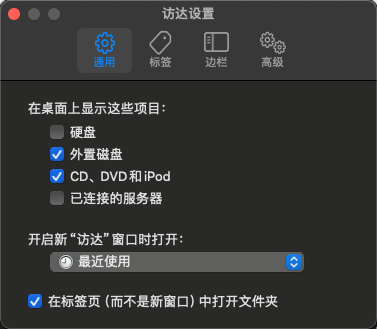 访达设置
通用
标签
边栏
高级
在桌面上显示这些项目：
硬盘
外置磁盘
CD、DVD和iPod
已连接的服务器
开启新“访达”窗口时打开：
最近使用
在标签页（而不是新窗口）中打开文件夹